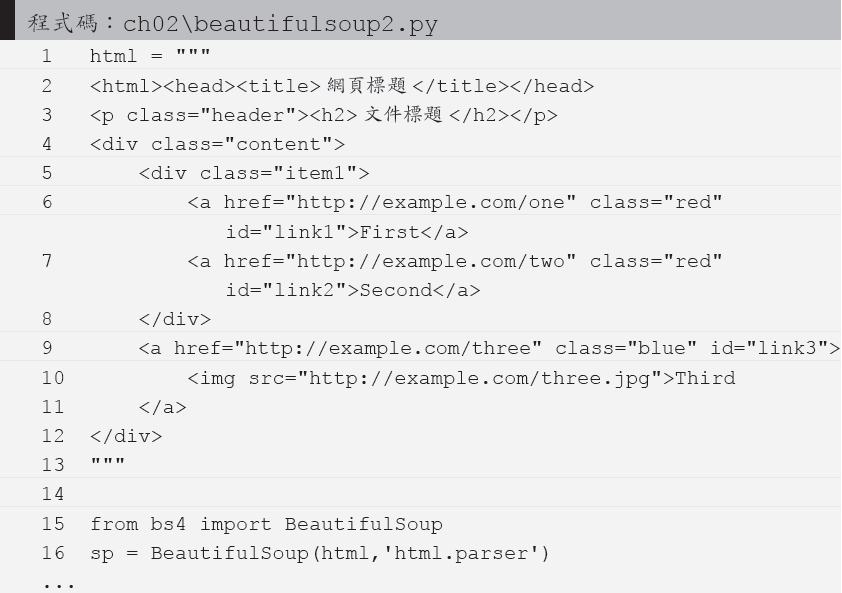 程式碼：ch02\beautifulsoup2.py
1 html = """
2 <html><head><title>網頁標題</title></head>
3 <p class="header"><h2>文件標題</h2></p>
4 <div class="content">
5     <div class="item1">
6         <a href="http://example.com/one" class="red"
            id="link1">First</a>
7         <a href="http://example.com/two" class="red"
            id="link2">Second</a>
8     </div>
9     <a href="http://example.com/three" class="blue" id="link3">
10         <img src="http://example.com/three.jpg">Third
11     </a>
12 </div>
13 """
14
15 from bs4 import BeautifulSoup
16 sp = BeautifulSoup(html,'html.parser')
...